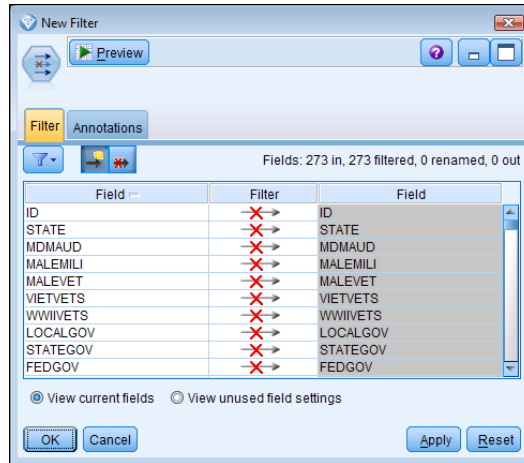 New Filter
Preview
Filter Annotations
Fields: 273 in, 273 filtered, 0 renamed, 0 out
Field Filter Field
ID ID
STATE STATE
MDMAUD MDMAUD
MALEMILI MALEMILI
MALEVET MALEVET
VIETVETS VIETVETS
WWIIVETS WWIIVETS
LOCALGOV LOCALGOV
STATEGOV STATEGOV
FEDGOV FEDGOV
View current fields View unused field settings
OK Cancel Apply Reset